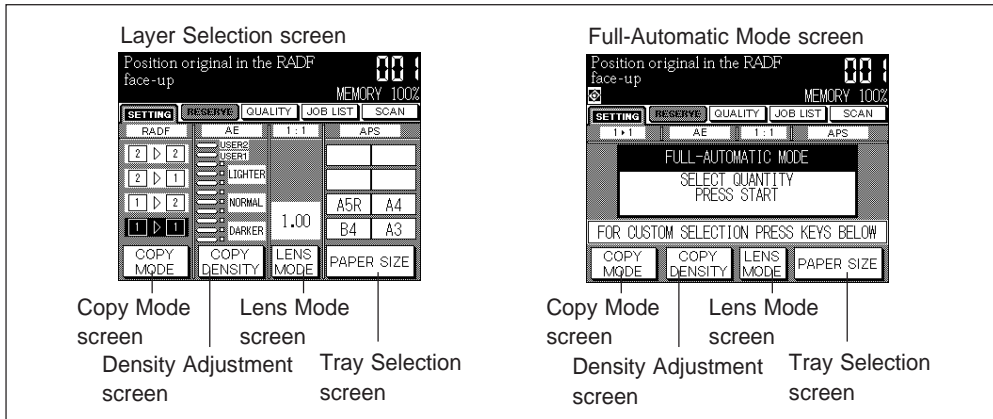 Layer Selection screen
Position original in the RADF
face-up
001
MEMORY 100%
SETTING RESERVE QUALITY JOB LIST SCAN
RADF AE 1:1 APS
2 ▷ 2
2 ▷ 1
1 ▷ 2
1 ▷ 1
USER2
USER1
LIGHTER
NORMAL
DARKER
1.00
A5R A4
B4 A3
COPY MODE
COPY DENSITY
LENS MODE
PAPER SIZE
Copy Mode
screen
Lens Mode
screen
Density Adjustment
screen
Tray Selection
screen
Full-Automatic Mode screen
Position original in the RADF
face-up
001
MEMORY 100%
SETTING RESERVE QUALITY JOB LIST SCAN
1▸1 AE 1:1 APS
FULL-AUTOMATIC MODE
SELECT QUANTITY
PRESS START
FOR CUSTOM SELECTION PRESS KEYS BELOW
COPY MODE
COPY DENSITY
LENS MODE
PAPER SIZE
Copy Mode
screen
Lens Mode
screen
Density Adjustment
screen
Tray Selection
screen